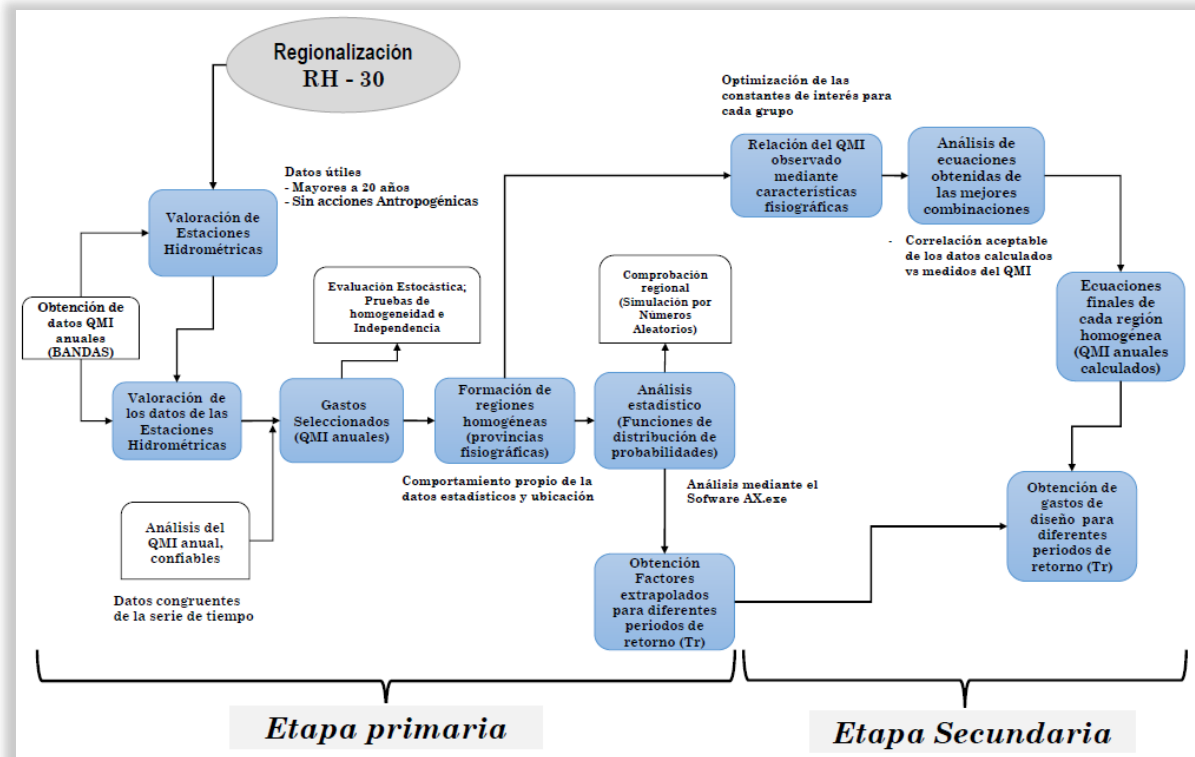 Regionalización
RH - 30
Datos útiles
- Mayores a 20 años
- Sin acciones Antropogénicas
Valoración de
Estaciones
Hidrométricas
Obtención de
datos QMI
anuales
(BANDAS)
Valoración de
los datos de las
Estaciones
Hidrométricas
Evaluación Estocástica;
Pruebas de
homogeneidad e
Independencia
Gastos
Seleccionados
(QMI anuales)
Análisis del
QMI anual,
confiables
Datos congruentes
de la serie de tiempo
Formación de
regiones
homogéneas
(provincias
fisiográficas)
Comportamiento propio de la
datos estadísticos y ubicación
Comprobación
regional
(Simulación por
Números
Aleatorios)
Análisis
estadístico
(Funciones de
distribución de
probabilidades)
Análisis mediante el
Sofware AX.exe
Obtención
Factores
extrapolados
para diferentes
periodos de
retorno (Tr)
Optimización de las
constantes de interés para
cada grupo
Relación del QMI
observado
mediante
características
fisiográficas
Análisis de
ecuaciones
obtenidas de
las mejores
combinaciones
- Correlación aceptable
de los datos calculados
vs medidos del QMI
Ecuaciones
finales de
cada región
homogénea
(QMI anuales
calculados)
Obtención de
gastos de
diseño para
diferentes
periodos de
retorno (Tr)
Etapa primaria
Etapa Secundaria